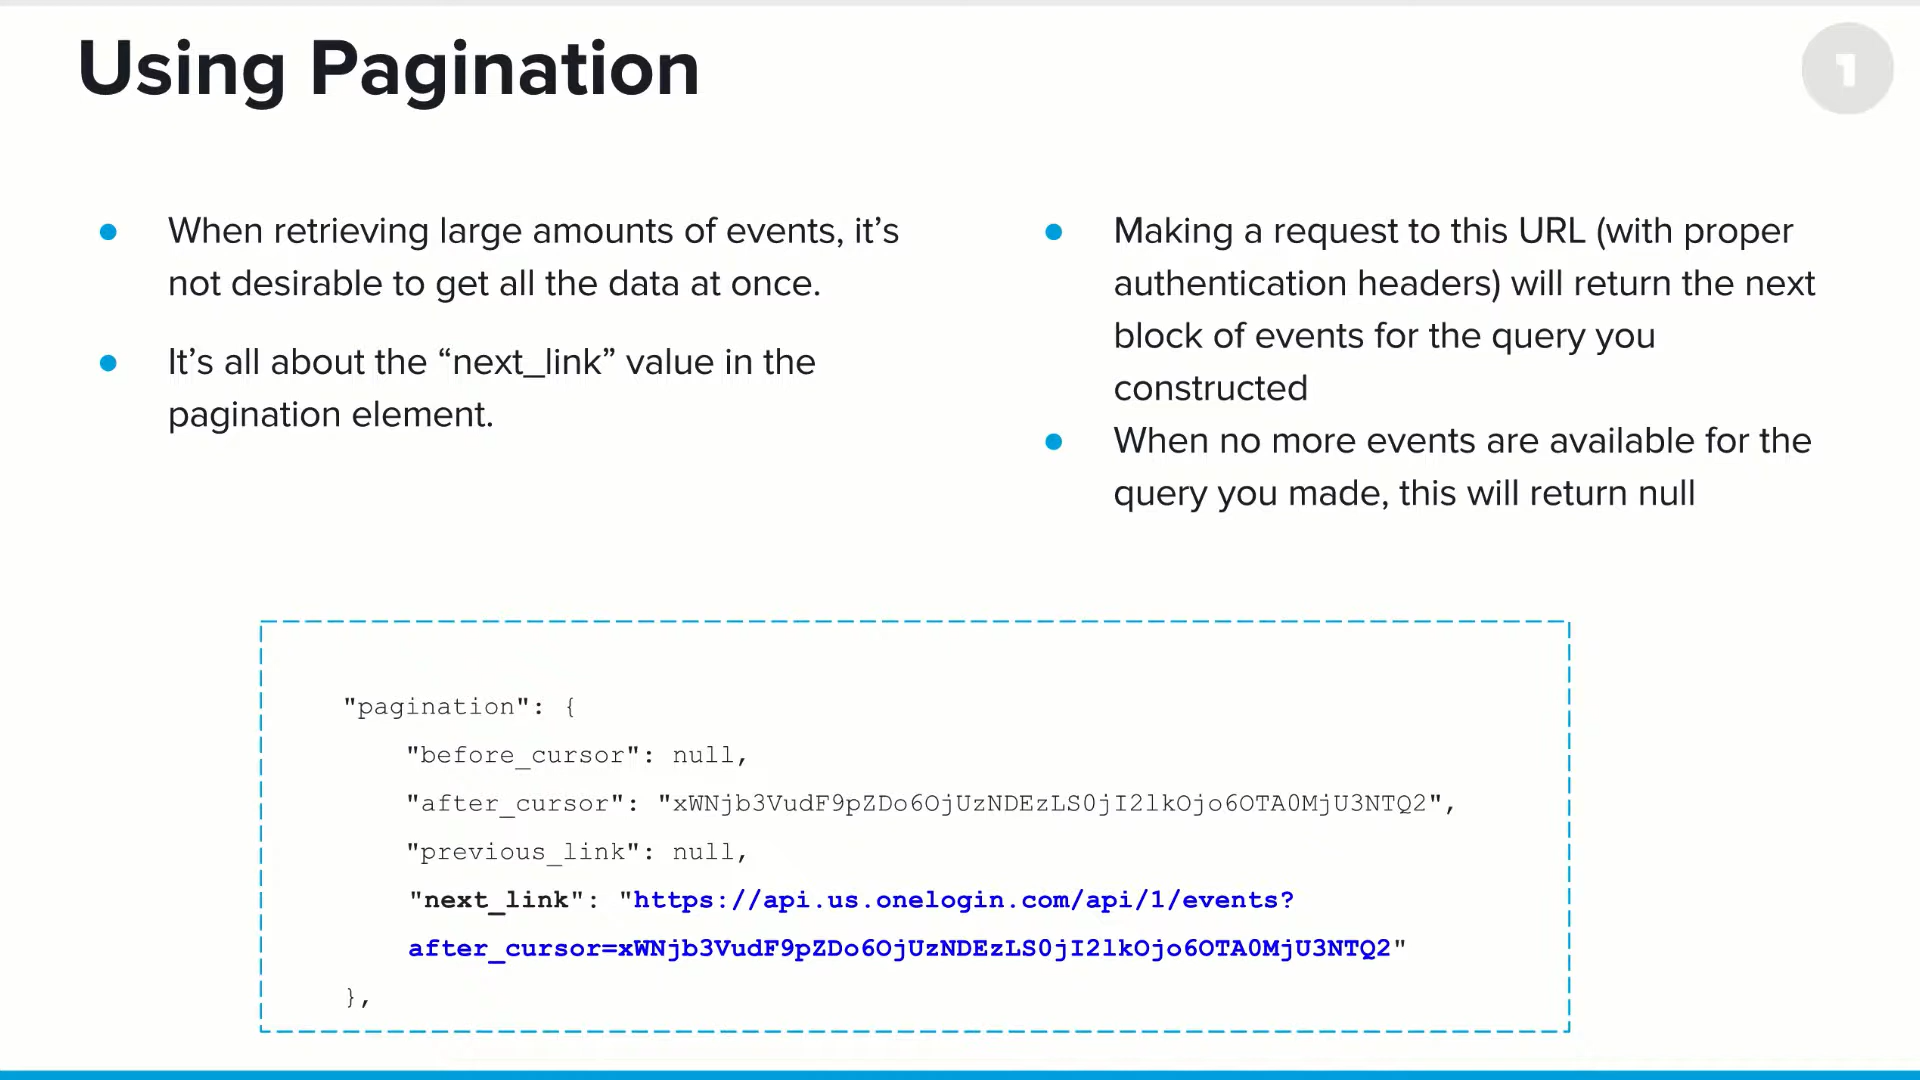 Using Pagination
1
● When retrieving large amounts of events, it’s
not desirable to get all the data at once.
● It’s all about the “next_link” value in the
pagination element.
● Making a request to this URL (with proper
authentication headers) will return the next
block of events for the query you
constructed
● When no more events are available for the
query you made, this will return null
"pagination": {
"before_cursor": null,
"after_cursor": "xWNjb3VudF9pZDo6OjUzNDEzLS0jI2lkOjo6OTA0MjU3NTQ2",
"previous_link": null,
"next_link": "https://api.us.onelogin.com/api/1/events?
after_cursor=xWNjb3VudF9pZDo6OjUzNDEzLS0jI2lkOjo6OTA0MjU3NTQ2"
},